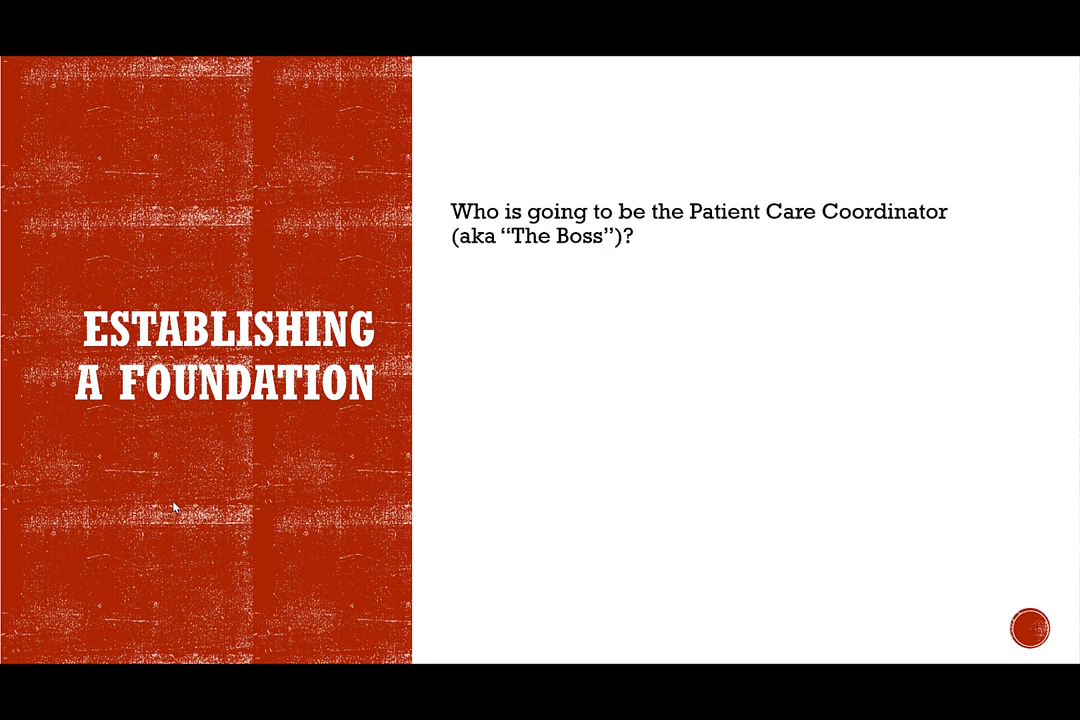 ESTABLISHING
A FOUNDATION
Who is going to be the Patient Care Coordinator
(aka “The Boss”)?